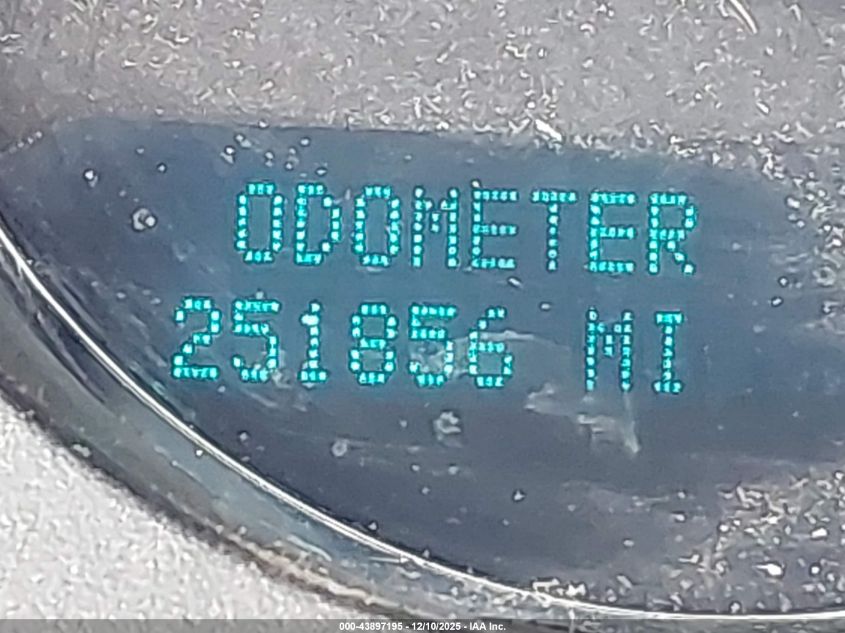 ODOMETER
251856 MI
000-43897195 - 12/10/2025 - IAA Inc.